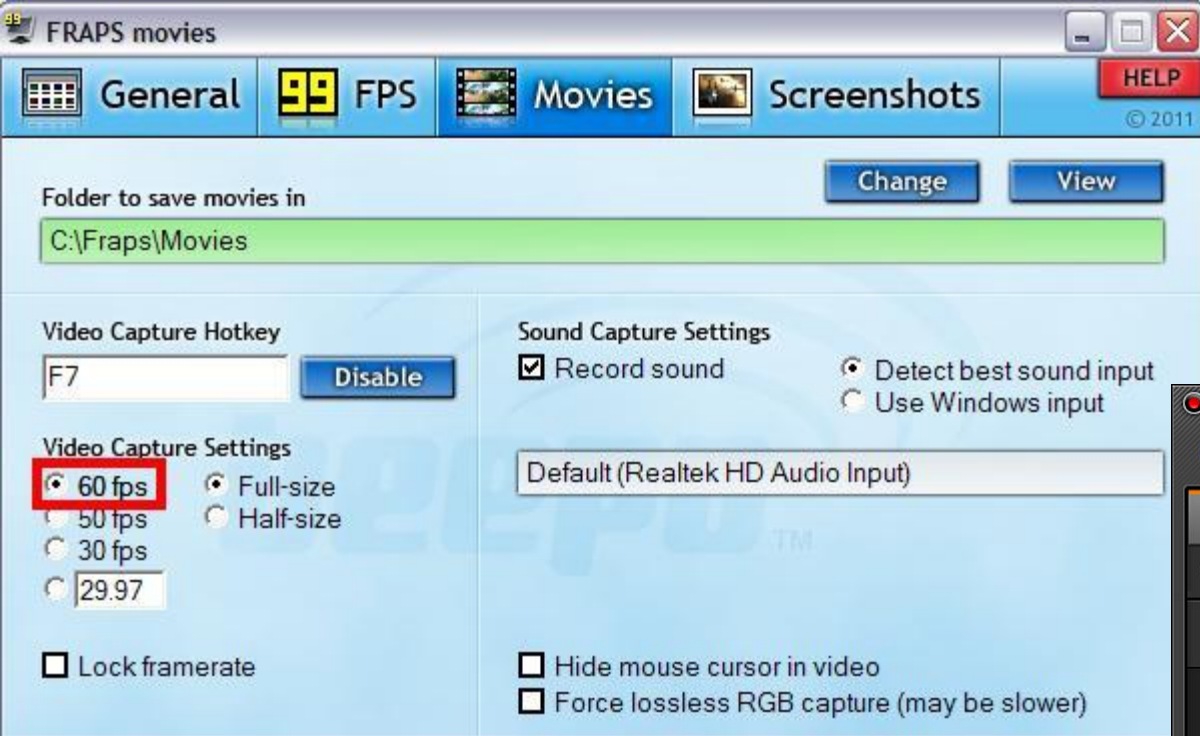 99
FRAPS movies
General
99
FPS
Movies
Screenshots
HELP
© 2011
Folder to save movies in
Change
View
C:\Fraps\Movies
Video Capture Hotkey
F7
Disable
Video Capture Settings
60 fps
50 fps
30 fps
29.97
Full-size
Half-size
Lock framerate
Sound Capture Settings
Record sound
Detect best sound input
Use Windows input
Default (Realtek HD Audio Input)
beepa TM
Hide mouse cursor in video
Force lossless RGB capture (may be slower)